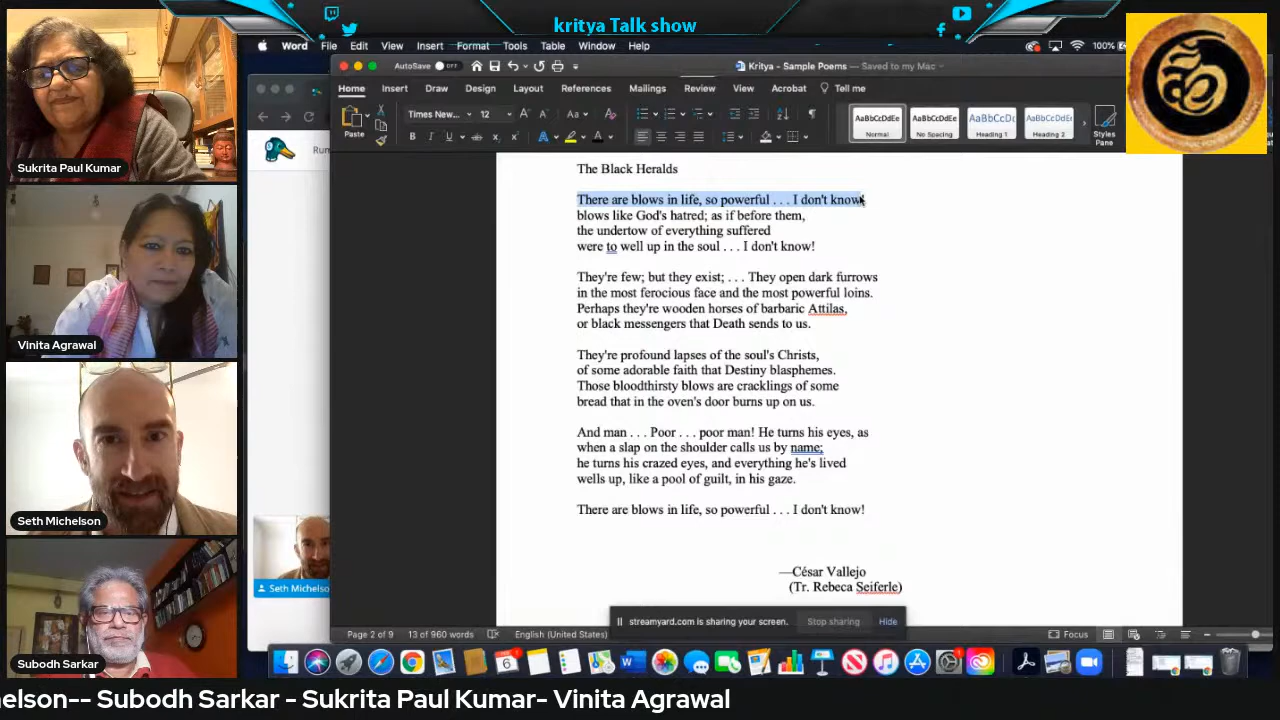 kritya Talk show
Word File Edit View Insert Format Tools Table Window Help
100%
AutoSave OFF
Kritya - Sample Poems — Saved to my Mac
Home Insert Draw Design Layout References Mailings Review View Acrobat Tell me
Paste
Times New... 12
AaBbCcDdEe
Normal
AaBbCcDdEe
No Spacing
AaBbCcDc
Heading 1
AaBbCcDdEe
Heading 2
Styles
Pane
Run
The Black Heralds
There are blows in life, so powerful . . . I don't know
blows like God's hatred; as if before them,
the undertow of everything suffered
were to well up in the soul . . . I don't know!
They're few; but they exist; . . . They open dark furrows
in the most ferocious face and the most powerful loins.
Perhaps they're wooden horses of barbaric Attilas,
or black messengers that Death sends to us.
They're profound lapses of the soul's Christs,
of some adorable faith that Destiny blasphemes.
Those bloodthirsty blows are cracklings of some
bread that in the oven's door burns up on us.
And man . . . Poor . . . poor man! He turns his eyes, as
when a slap on the shoulder calls us by name;
he turns his crazed eyes, and everything he's lived
wells up, like a pool of guilt, in his gaze.
There are blows in life, so powerful . . . I don't know!
—César Vallejo
(Tr. Rebeca Seiferle)
streamyard.com is sharing your screen. Stop sharing Hide
Page 2 of 9 13 of 960 words English (United States) Focus
6
Sukrita Paul Kumar
Vinita Agrawal
Seth Michelson
Seth Michelso
Subodh Sarkar
helson-- Subodh Sarkar - Sukrita Paul Kumar- Vinita Agrawal